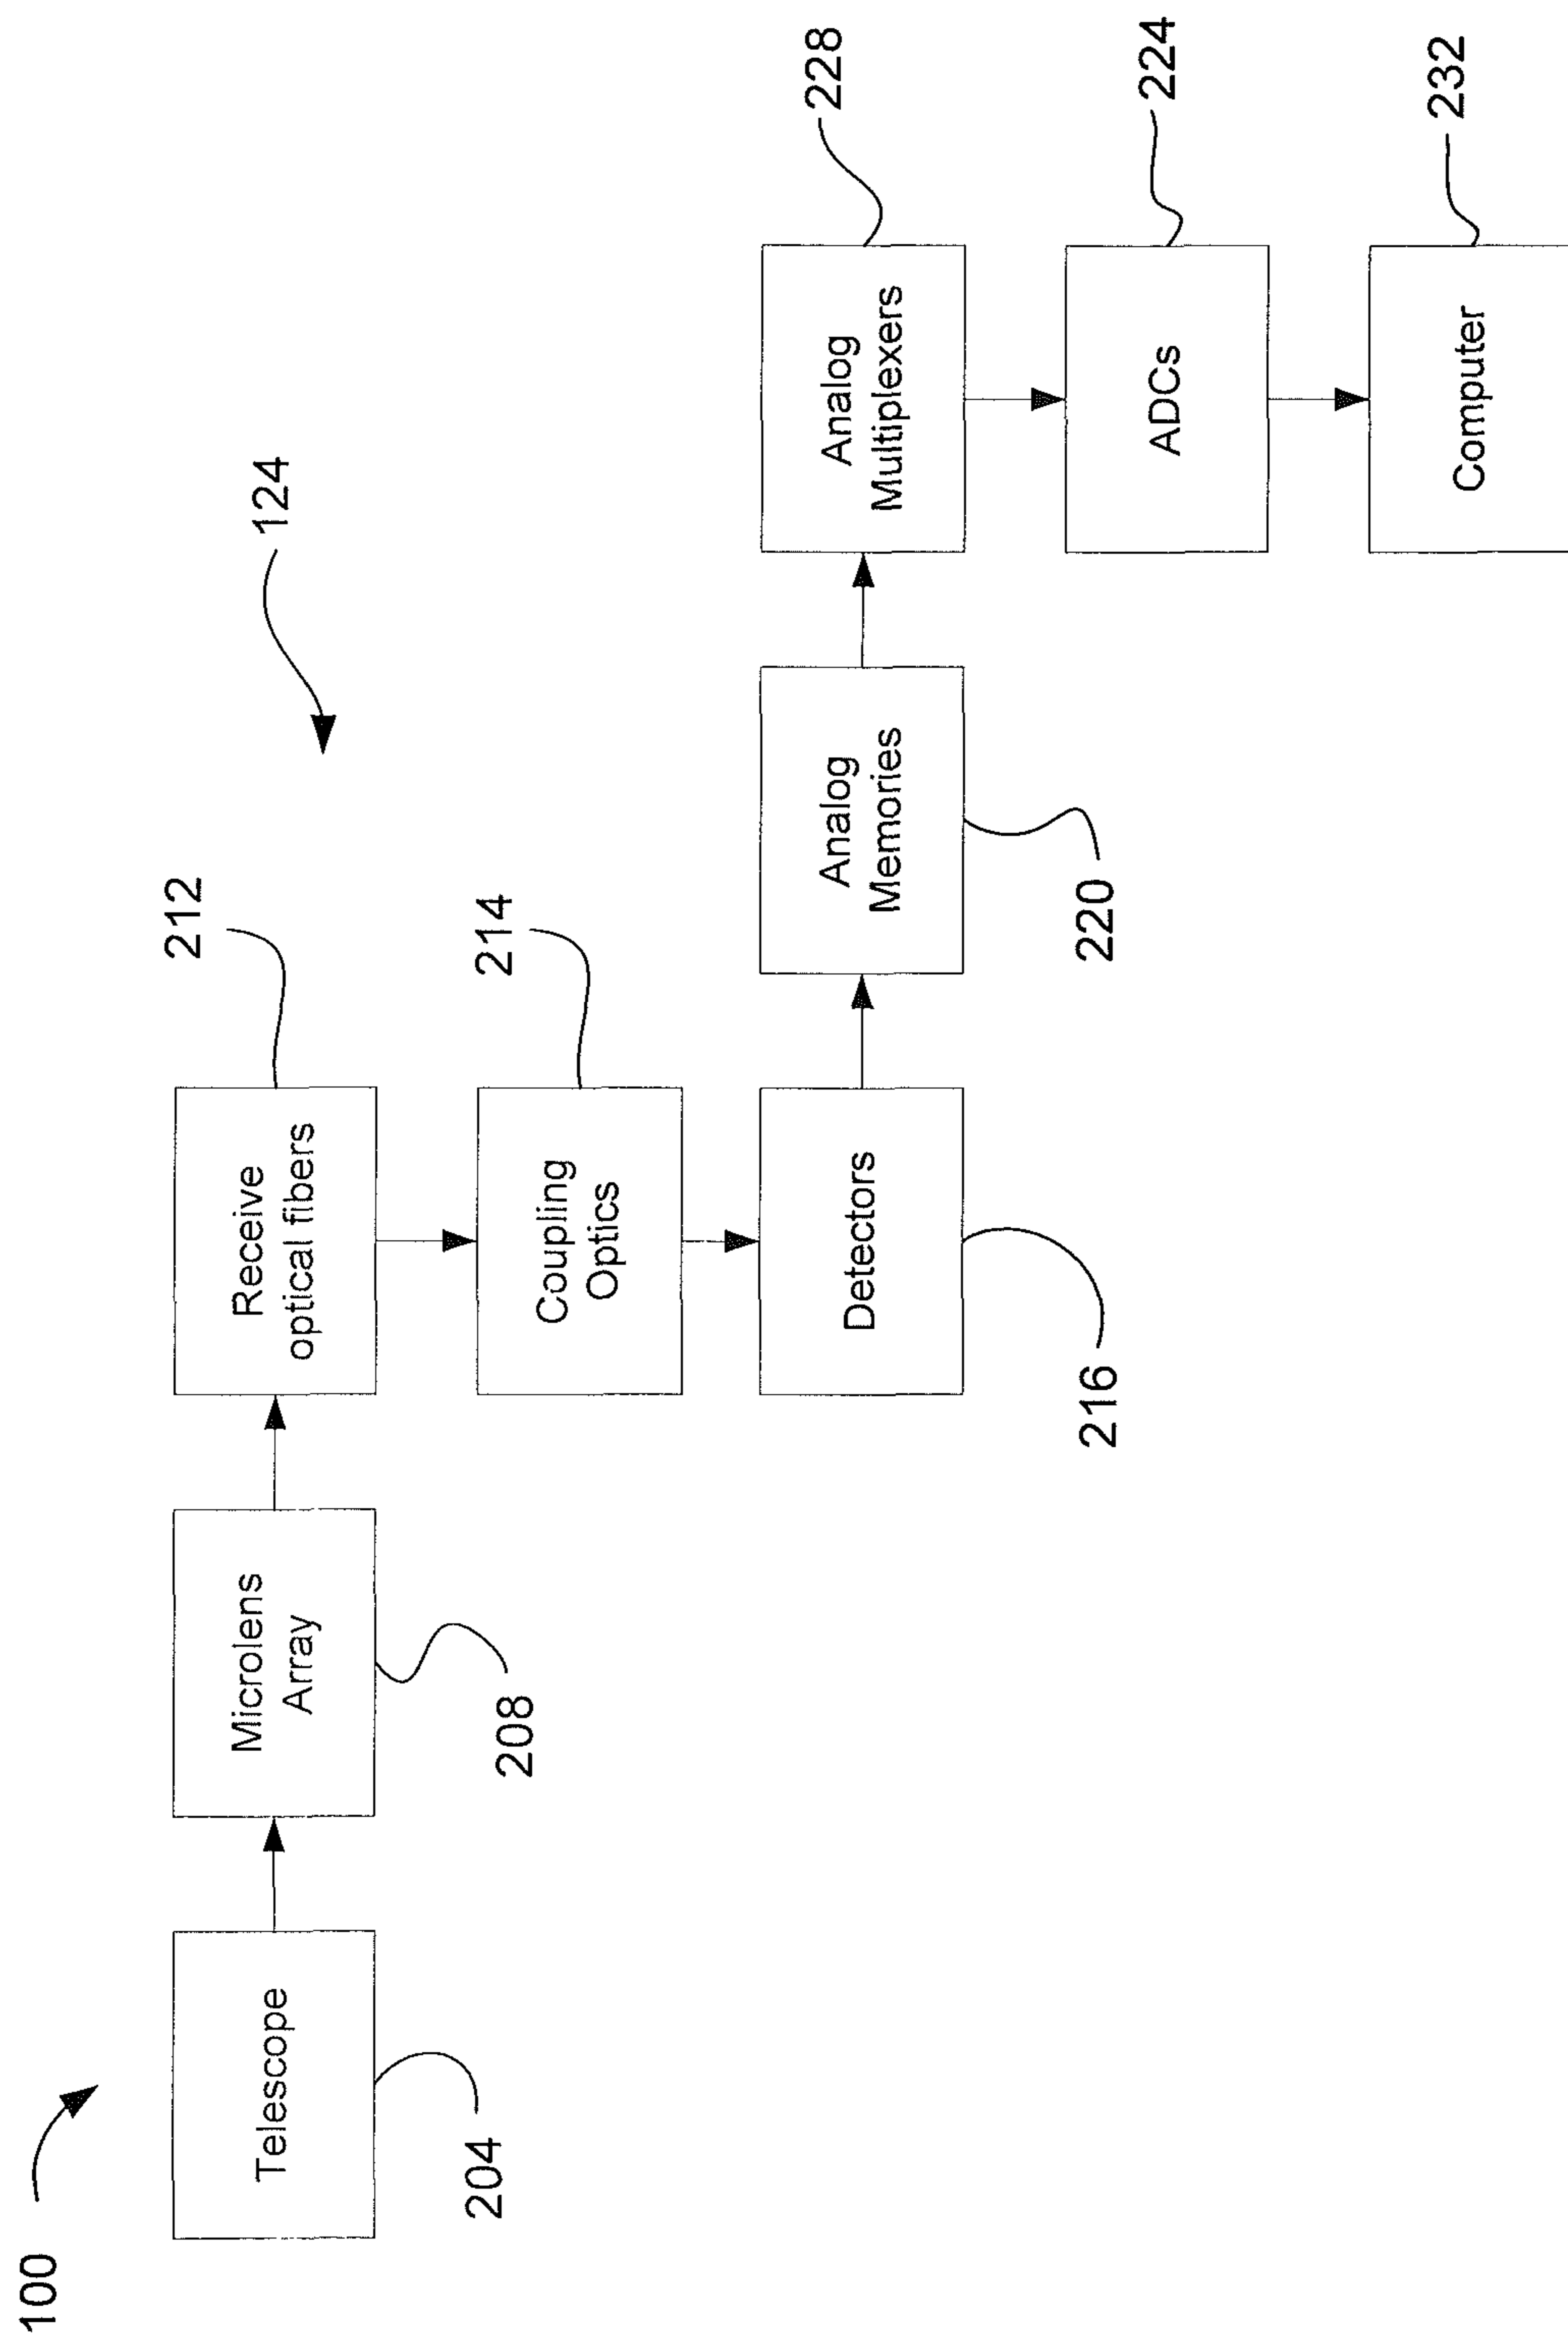 100
124
Telescope
204
Microlens
Array
208
Receive
optical fibers
212
Coupling
Optics
214
Detectors
216
Analog
Memories
220
Analog
Multiplexers
228
ADCs
224
Computer
232